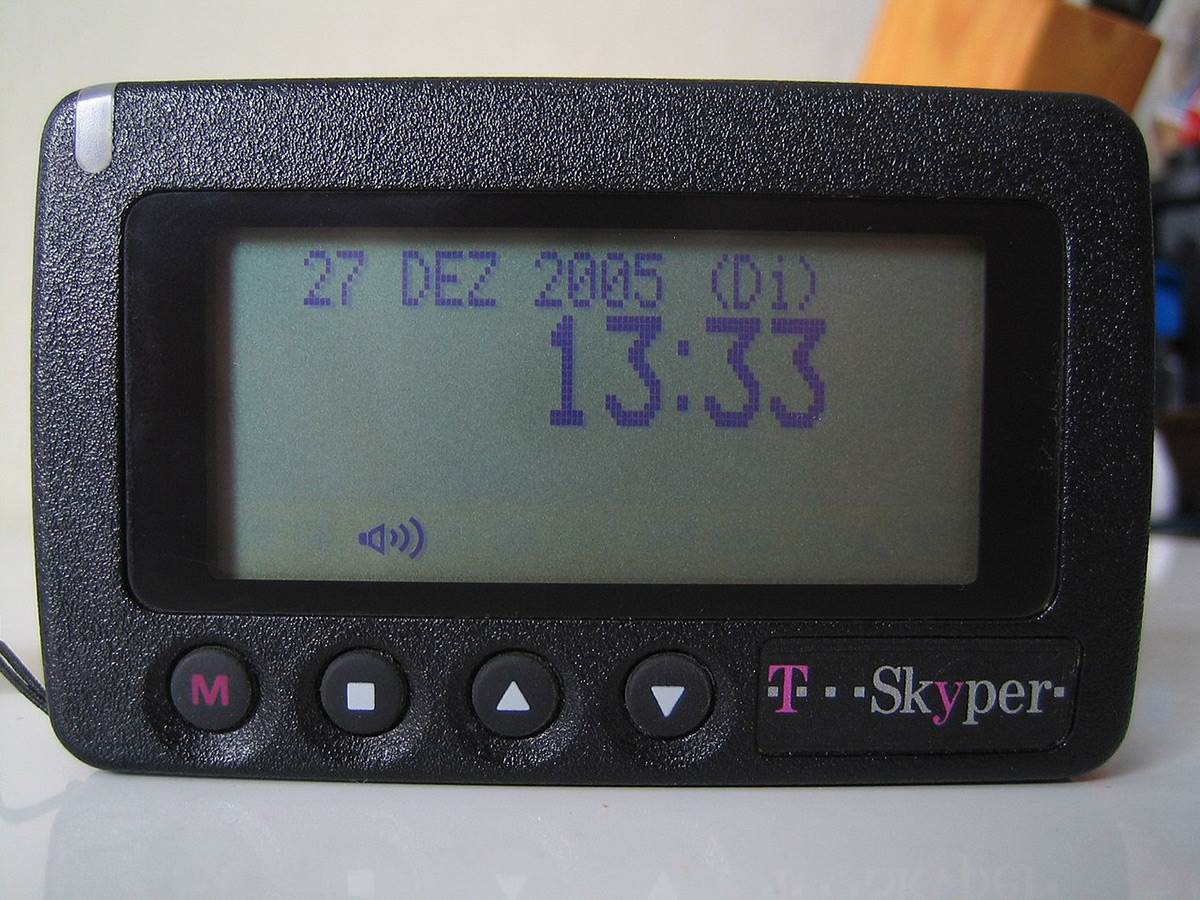 27 DEZ 2005 (Di)
13:33
M
T···Skyper·